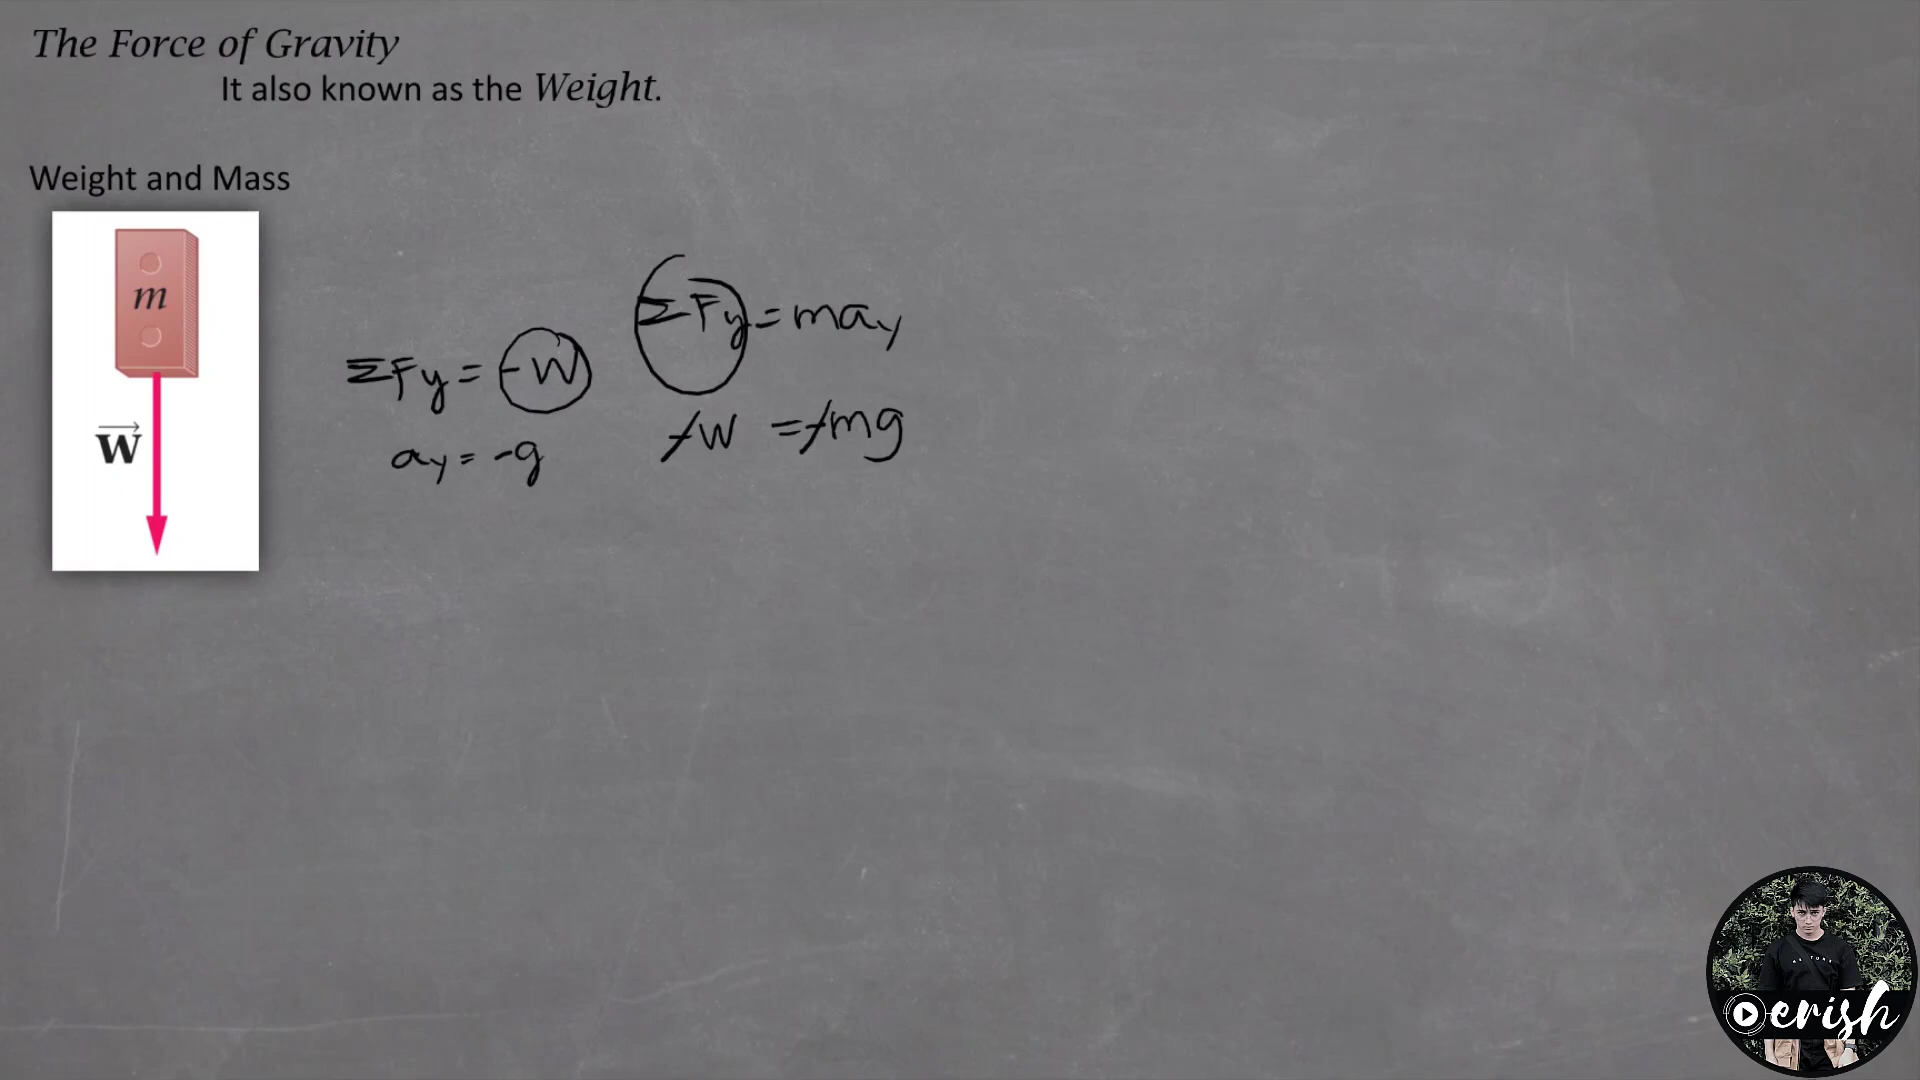 The Force of Gravity
It also known as the Weight.
Weight and Mass
m
W
ΣFy = -W
ay = -g
ΣFy = may
-W = -mg
erish